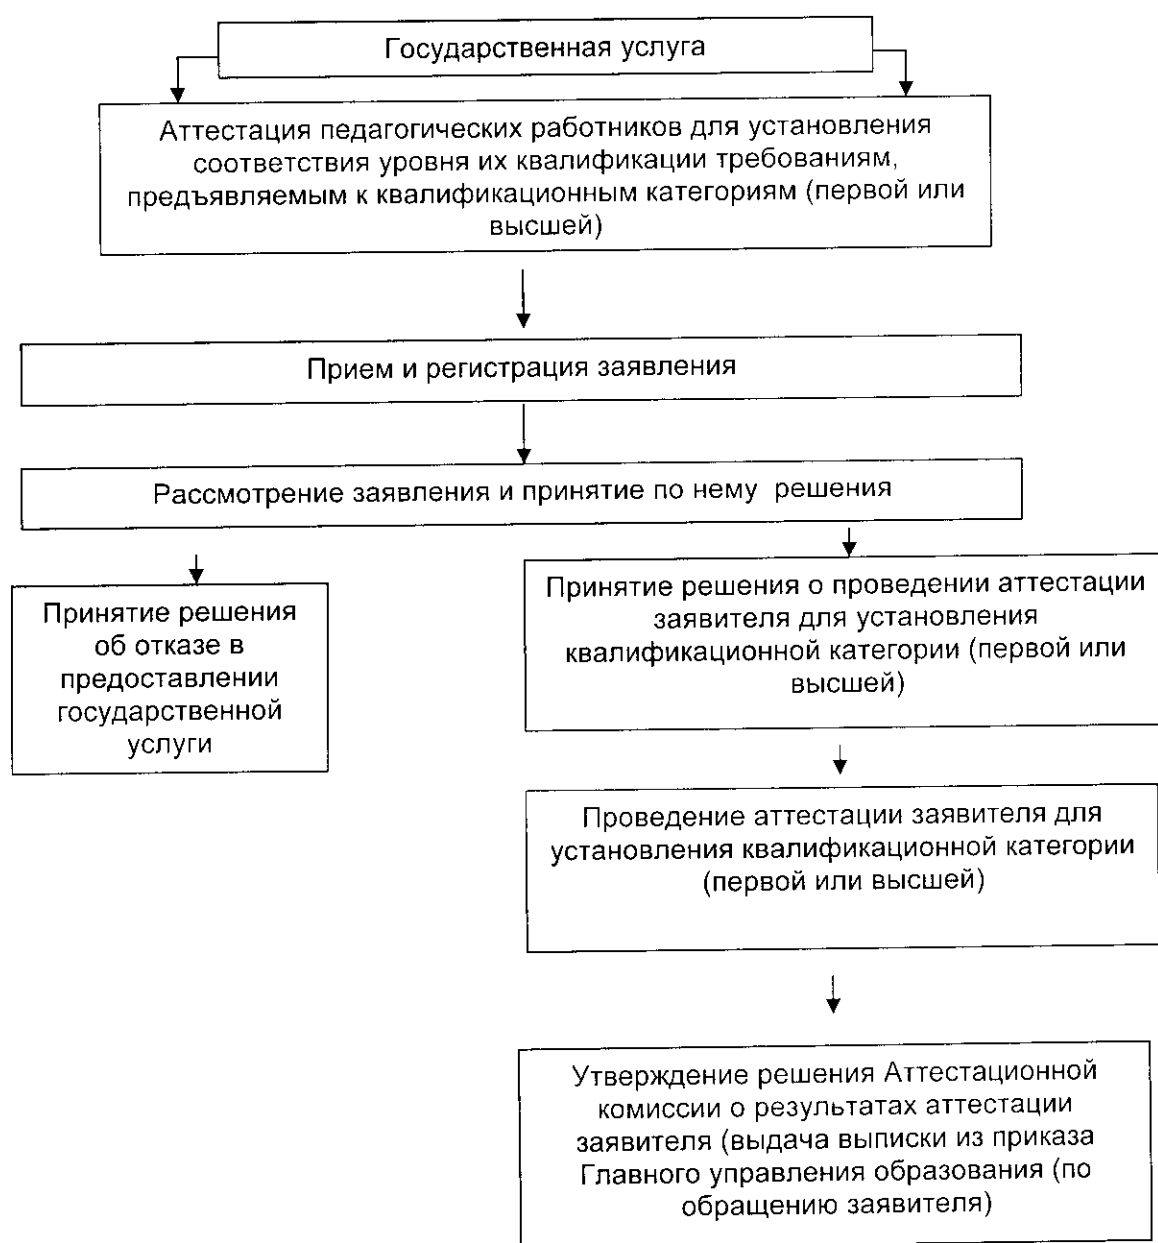 Государственная услуга
Аттестация педагогических работников для установления
соответствия уровня их квалификации требованиям,
предъявляемым к квалификационным категориям (первой или
высшей)
Прием и регистрация заявления
Рассмотрение заявления и принятие по нему решения
Принятие решения
об отказе в
предоставлении
государственной
услуги
Принятие решения о проведении аттестации
заявителя для установления
квалификационной категории (первой или
высшей)
Проведение аттестации заявителя для
установления квалификационной категории
(первой или высшей)
Утверждение решения Аттестационной
комиссии о результатах аттестации
заявителя (выдача выписки из приказа
Главного управления образования (по
обращению заявителя)